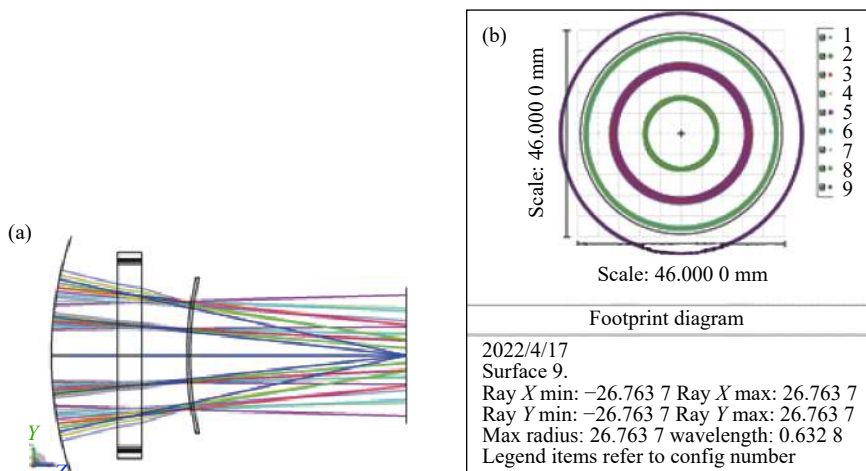 (a)
Y
Z
(b)
1
2
3
4
5
6
7
8
9
Scale: 46.000 0 mm
Scale: 46.000 0 mm
Footprint diagram
2022/4/17
Surface 9.
Ray X min: −26.763 7 Ray X max: 26.763 7
Ray Y min: −26.763 7 Ray Y max: 26.763 7
Max radius: 26.763 7 wavelength: 0.632 8
Legend items refer to config number